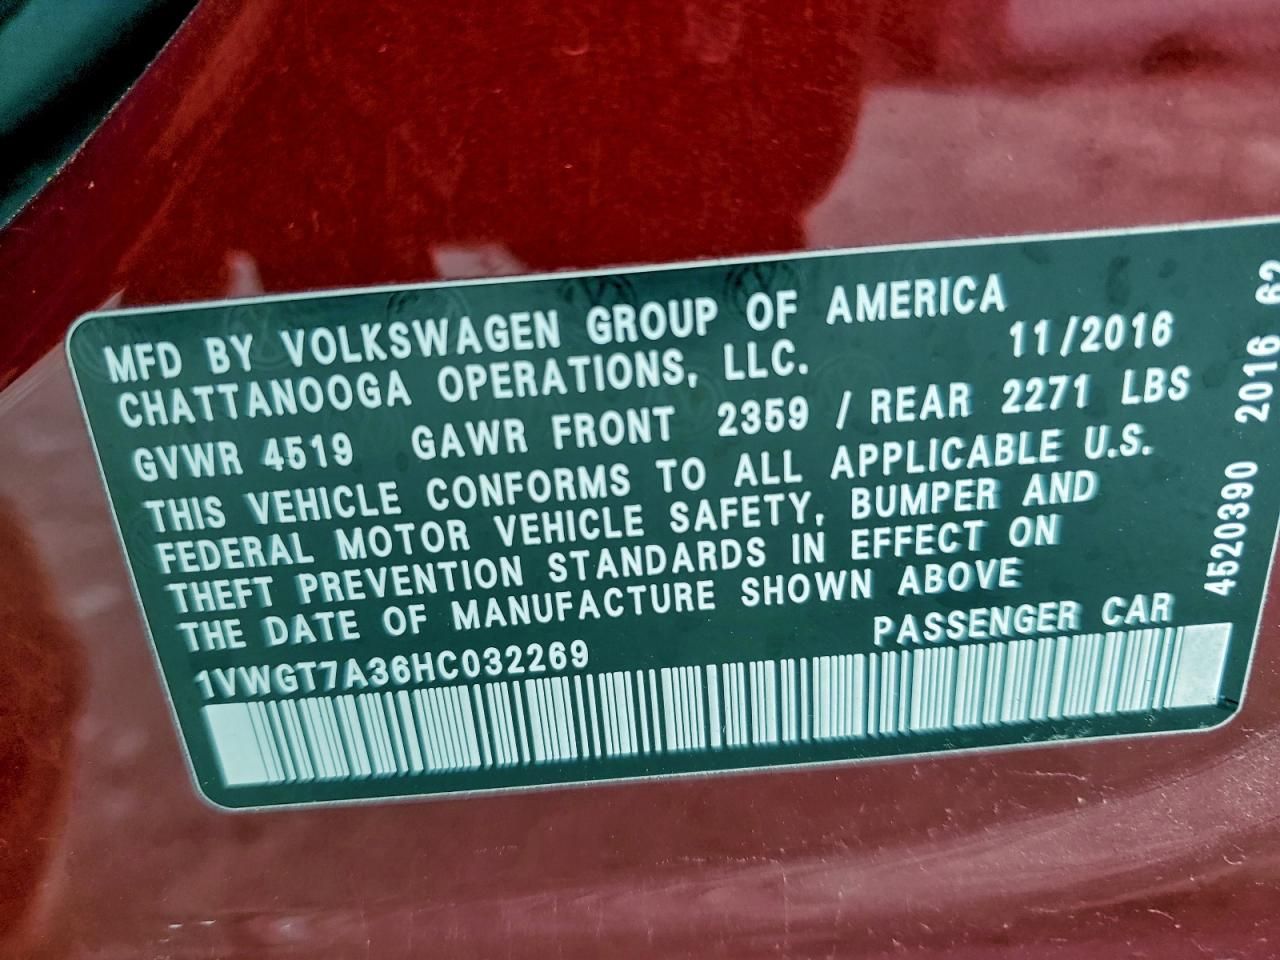 MFD BY VOLKSWAGEN GROUP OF AMERICA
CHATTANOOGA OPERATIONS, LLC. 11/2016
GVWR 4519 GAWR FRONT 2359 / REAR 2271 LBS
THIS VEHICLE CONFORMS TO ALL APPLICABLE U.S.
FEDERAL MOTOR VEHICLE SAFETY, BUMPER AND
THEFT PREVENTION STANDARDS IN EFFECT ON
THE DATE OF MANUFACTURE SHOWN ABOVE
1VWGT7A36HC032269 PASSENGER CAR
4520390 2016 62